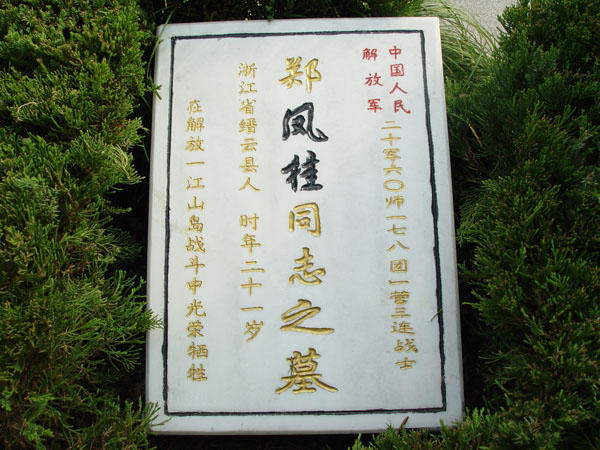 中国人民解放军二十军六〇师一七八团一营三连战士
郑凤桂同志之墓
浙江省缙云县人 时年二十一岁
在解放一江山岛战斗中光荣牺牲